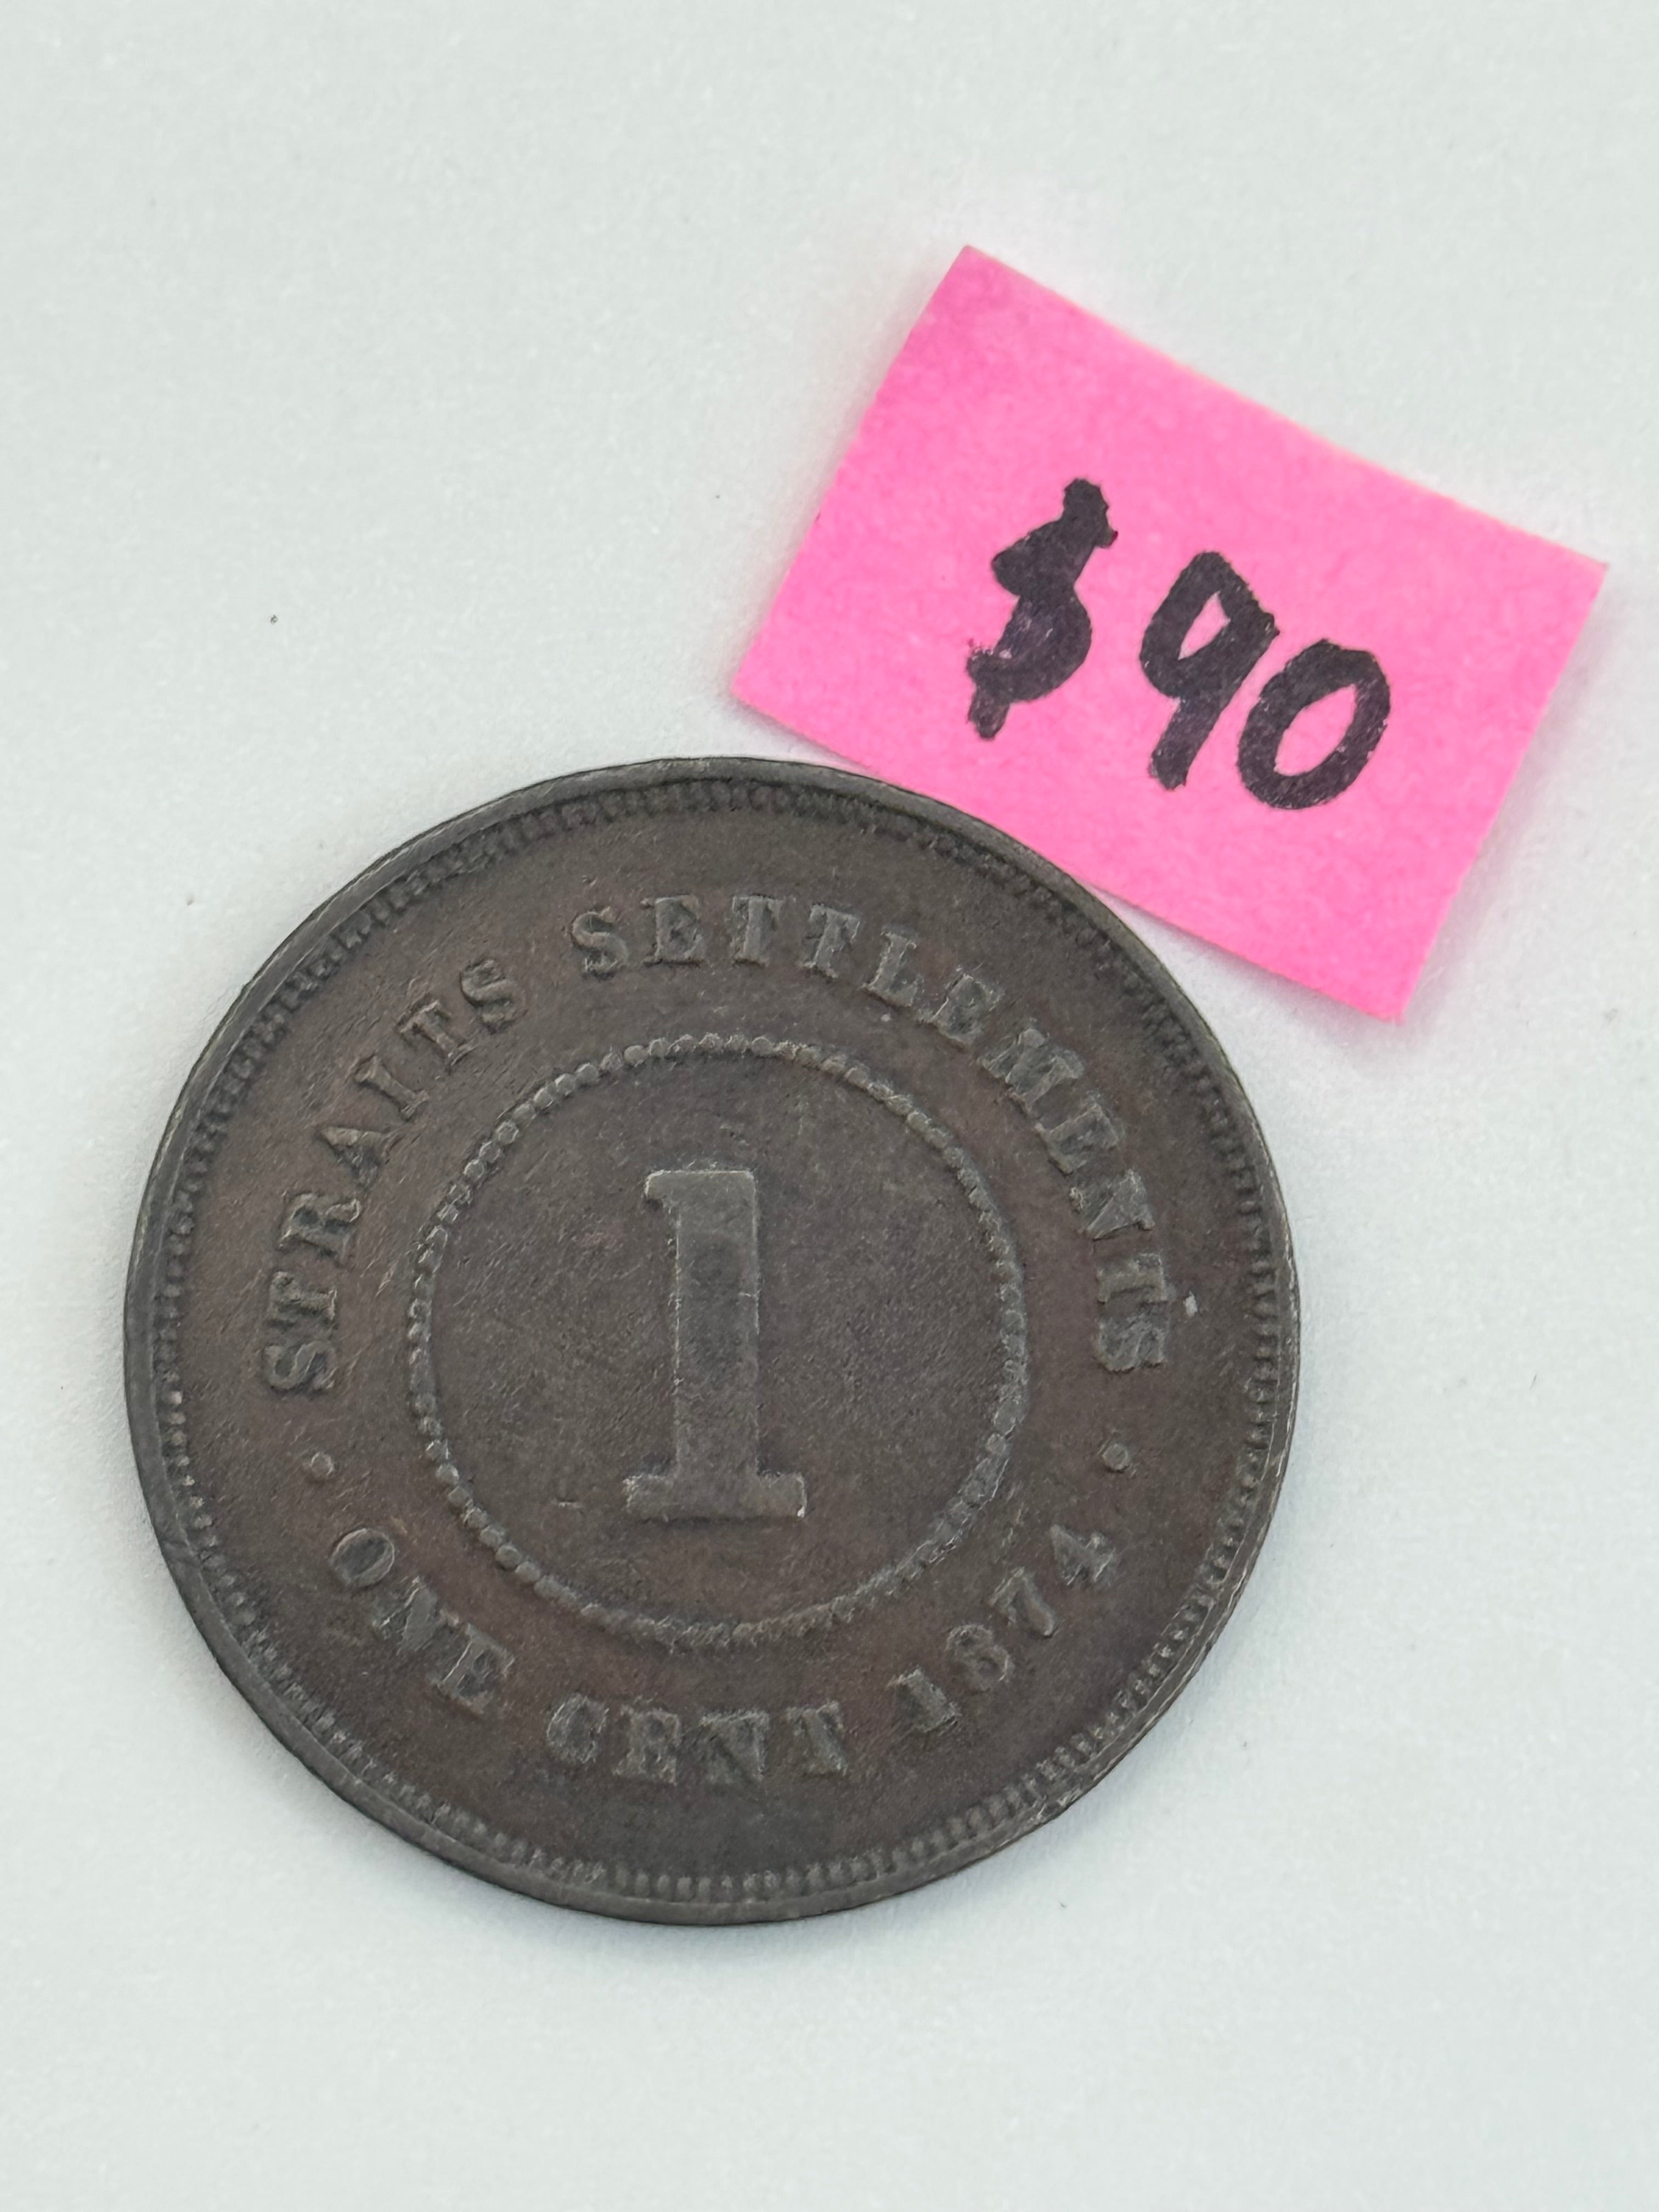 $90
STRAITS SETTLEMENTS
1
· ONE CENT 1874 ·